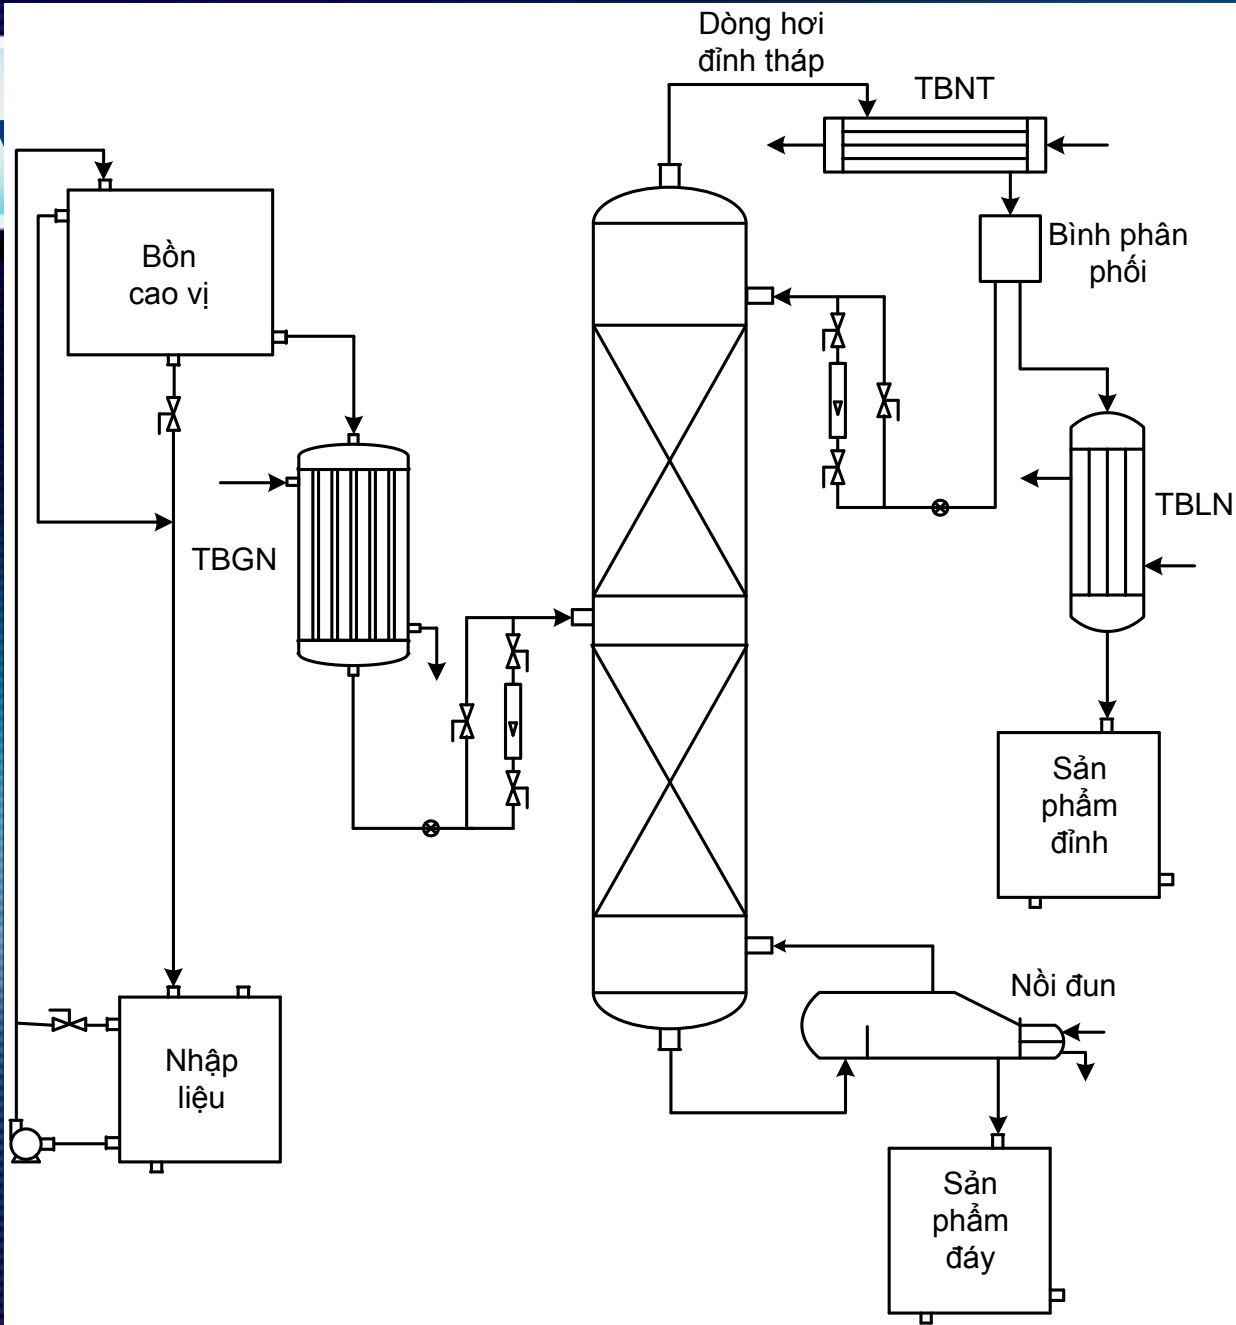 Dòng hơi
đỉnh tháp
TBNT
Bồn
cao vị
Bình phân
phối
TBGN
TBLN
Sản
phẩm
đỉnh
Nồi đun
Nhập
liệu
Sản
phẩm
đáy